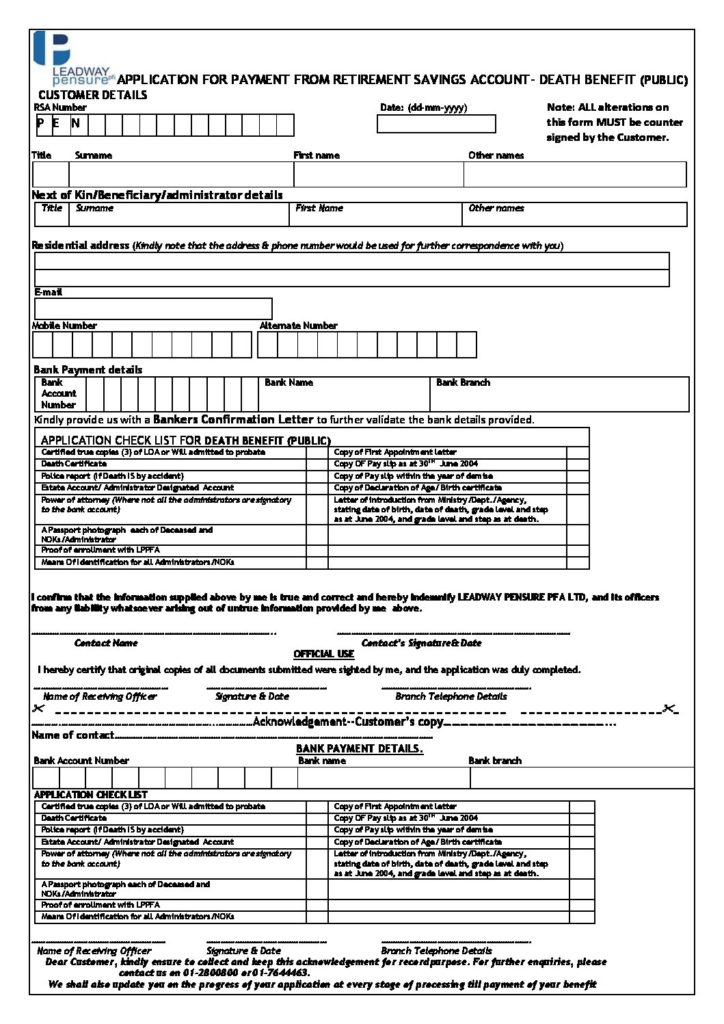 LEADWAY
pensure PFA APPLICATION FOR PAYMENT FROM RETIREMENT SAVINGS ACCOUNT- DEATH BENEFIT (PUBLIC)
CUSTOMER DETAILS
RSA Number Date: (dd-mm-yyyy) Note: ALL alterations on
P E N this form MUST be counter
signed by the Customer.
Title Surname First name Other names
Next of Kin/Beneficiary/administrator details
Title Surname First Name Other names
Residential address (Kindly note that the address & phone number would be used for further correspondence with you)
E-mail
Mobile Number Alternate Number
Bank Payment details
Bank Account Number Bank Name Bank Branch
Kindly provide us with a Bankers Confirmation Letter to further validate the bank details provided.
APPLICATION CHECK LIST FOR DEATH BENEFIT (PUBLIC)
Certified true copies (3) of LOA or Will admitted to probate Copy of First Appointment letter
Death Certificate Copy OF Pay slip as at 30TH June 2004
Police report (if Death IS by accident) Copy of Pay slip within the year of demise
Estate Account/ Administrator Designated Account Copy of Declaration of Age/ Birth certificate
Power of attorney (Where not all the administrators are signatory Letter of introduction from Ministry/Dept./Agency,
to the bank account) stating date of birth, date of death, grade level and step
as at June 2004, and grade level and step as at death.
A Passport photograph each of Deceased and
NOKs/Administrator
Proof of enrollment with LPPFA
Means Of Identification for all Administrators/NOKs
I confirm that the information supplied above by me is true and correct and hereby indemnify LEADWAY PENSURE PFA LTD, and its officers
from any liability whatsoever arising out of untrue information provided by me above.
Contact Name Contact's Signature& Date
OFFICIAL USE
I hereby certify that original copies of all documents submitted were sighted by me, and the application was duly completed.
Name of Receiving Officer Signature & Date Branch Telephone Details
Acknowledgement--Customer's copy
Name of contact
BANK PAYMENT DETAILS.
Bank Account Number Bank name Bank branch
APPLICATION CHECK LIST
Certified true copies (3) of LOA or Will admitted to probate Copy of First Appointment letter
Death Certificate Copy OF Pay slip as at 30TH June 2004
Police report (if Death IS by accident) Copy of Pay slip within the year of demise
Estate Account/ Administrator Designated Account Copy of Declaration of Age/ Birth certificate
Power of attorney (Where not all the administrators are signatory Letter of introduction from Ministry/Dept./Agency,
to the bank account) stating date of birth, date of death, grade level and step
as at June 2004, and grade level and step as at death.
A Passport photograph each of Deceased and
NOKs/Administrator
Proof of enrollment with LPPFA
Means Of Identification for all Administrators/NOKs
Name of Receiving Officer Signature & Date Branch Telephone Details
Dear Customer, kindly ensure to collect and keep this acknowledgement for record purpose. For further enquiries, please
contact us on 01-2800800 or 01-7644463.
We shall also update you on the progress of your application at every stage of processing till payment of your benefit